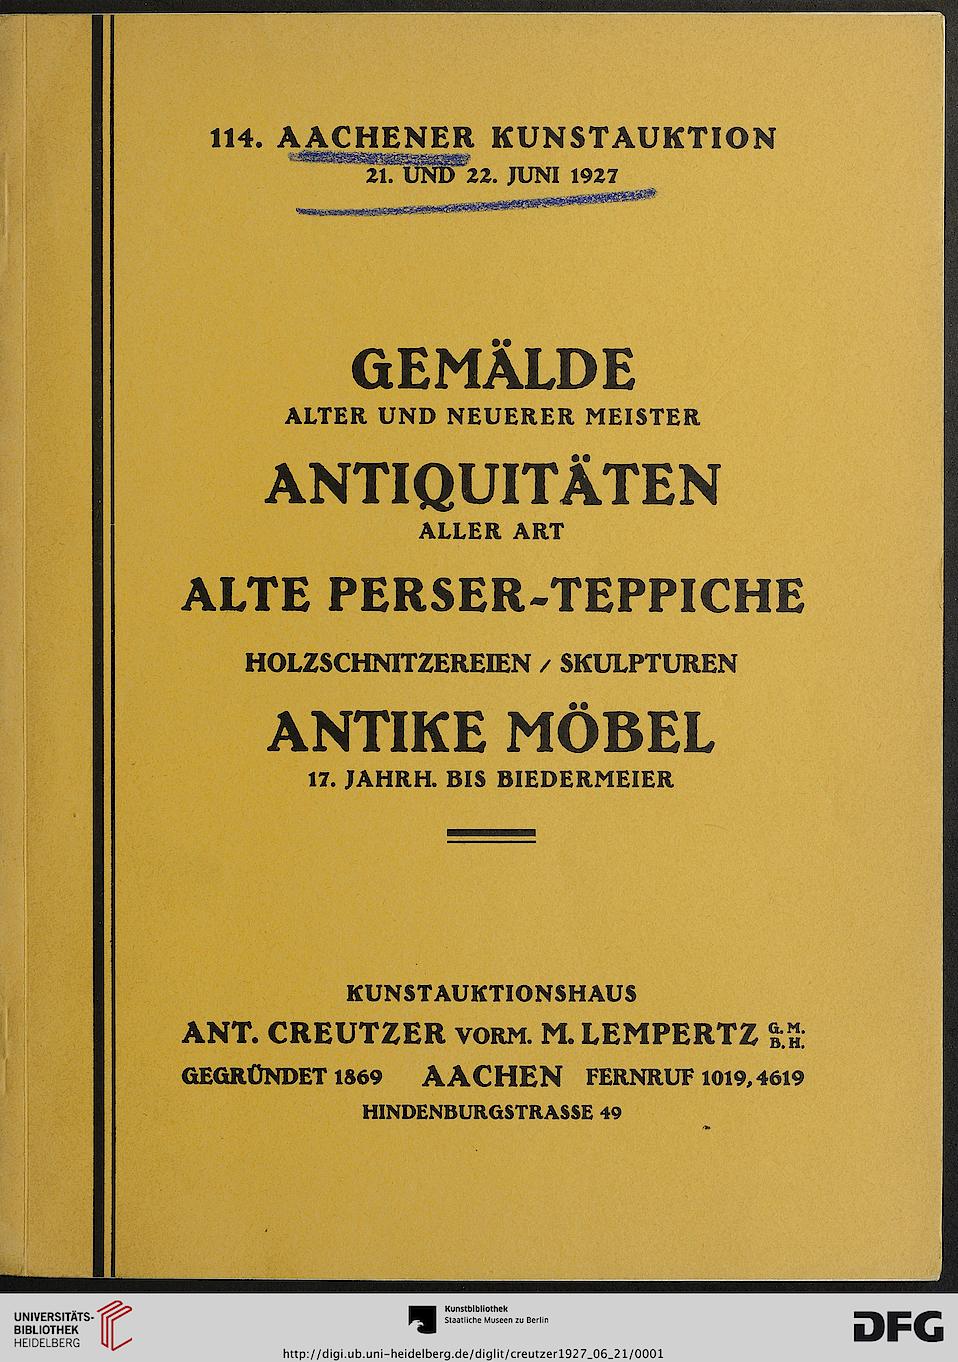 114. AACHENER KUNSTAUKTION
21. UND 22. JUNI 1927
GEMÄLDE
ALTER UND NEUERER MEISTER
ANTIQUITÄTEN
ALLER ART
ALTE PERSER-TEPPICHE
HOLZSCHNITZEREIEN / SKULPTUREN
ANTIKE MÖBEL
17. JAHRH. BIS BIEDERMEIER
KUNSTAUKTIONSHAUS
ANT. CREUTZER VORM. M. LEMPERTZ G. M. B. H.
GEGRÜNDET 1869 AACHEN FERNRUF 1019, 4619
HINDENBURGSTRASSE 49
UNIVERSITÄTS-
BIBLIOTHEK
HEIDELBERG
Kunstbibliothek
Staatliche Museen zu Berlin
DFG
http://digi.ub.uni-heidelberg.de/diglit/creutzer1927_06_21/0001